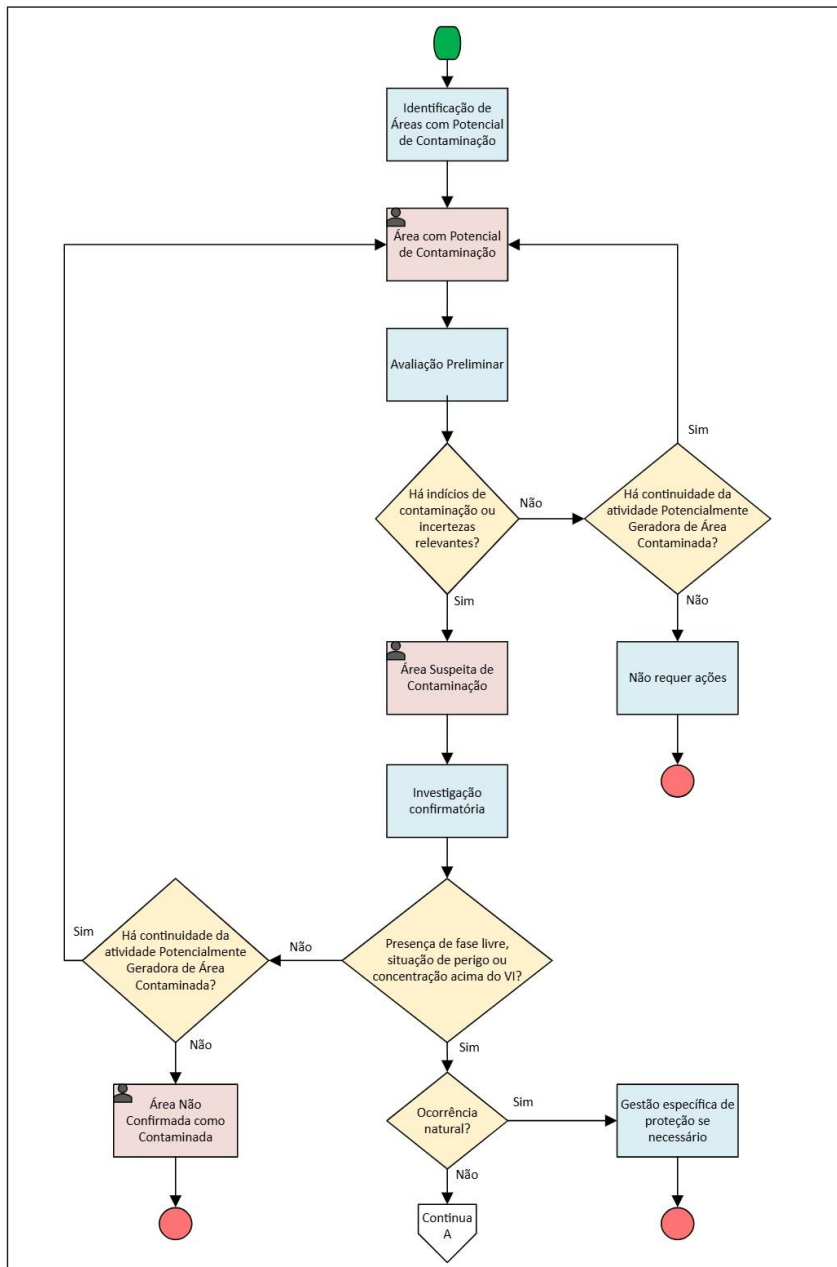 Identificação de
Áreas com Potencial
de Contaminação
Área com Potencial
de Contaminação
Avaliação Preliminar
Sim
Há indícios de
contaminação ou
incertezas
relevantes?
Não
Há continuidade da
atividade Potencialmente
Geradora de Área
Contaminada?
Sim
Não
Área Suspeita de
Contaminação
Não requer ações
Investigação
confirmatória
Sim
Há continuidade da
atividade Potencialmente
Geradora de Área
Contaminada?
Não
Presença de fase livre,
situação de perigo ou
concentração acima do VI?
Não
Sim
Área Não
Confirmada como
Contaminada
Ocorrência
natural?
Sim
Gestão específica de
proteção se
necessário
Não
Continua
A